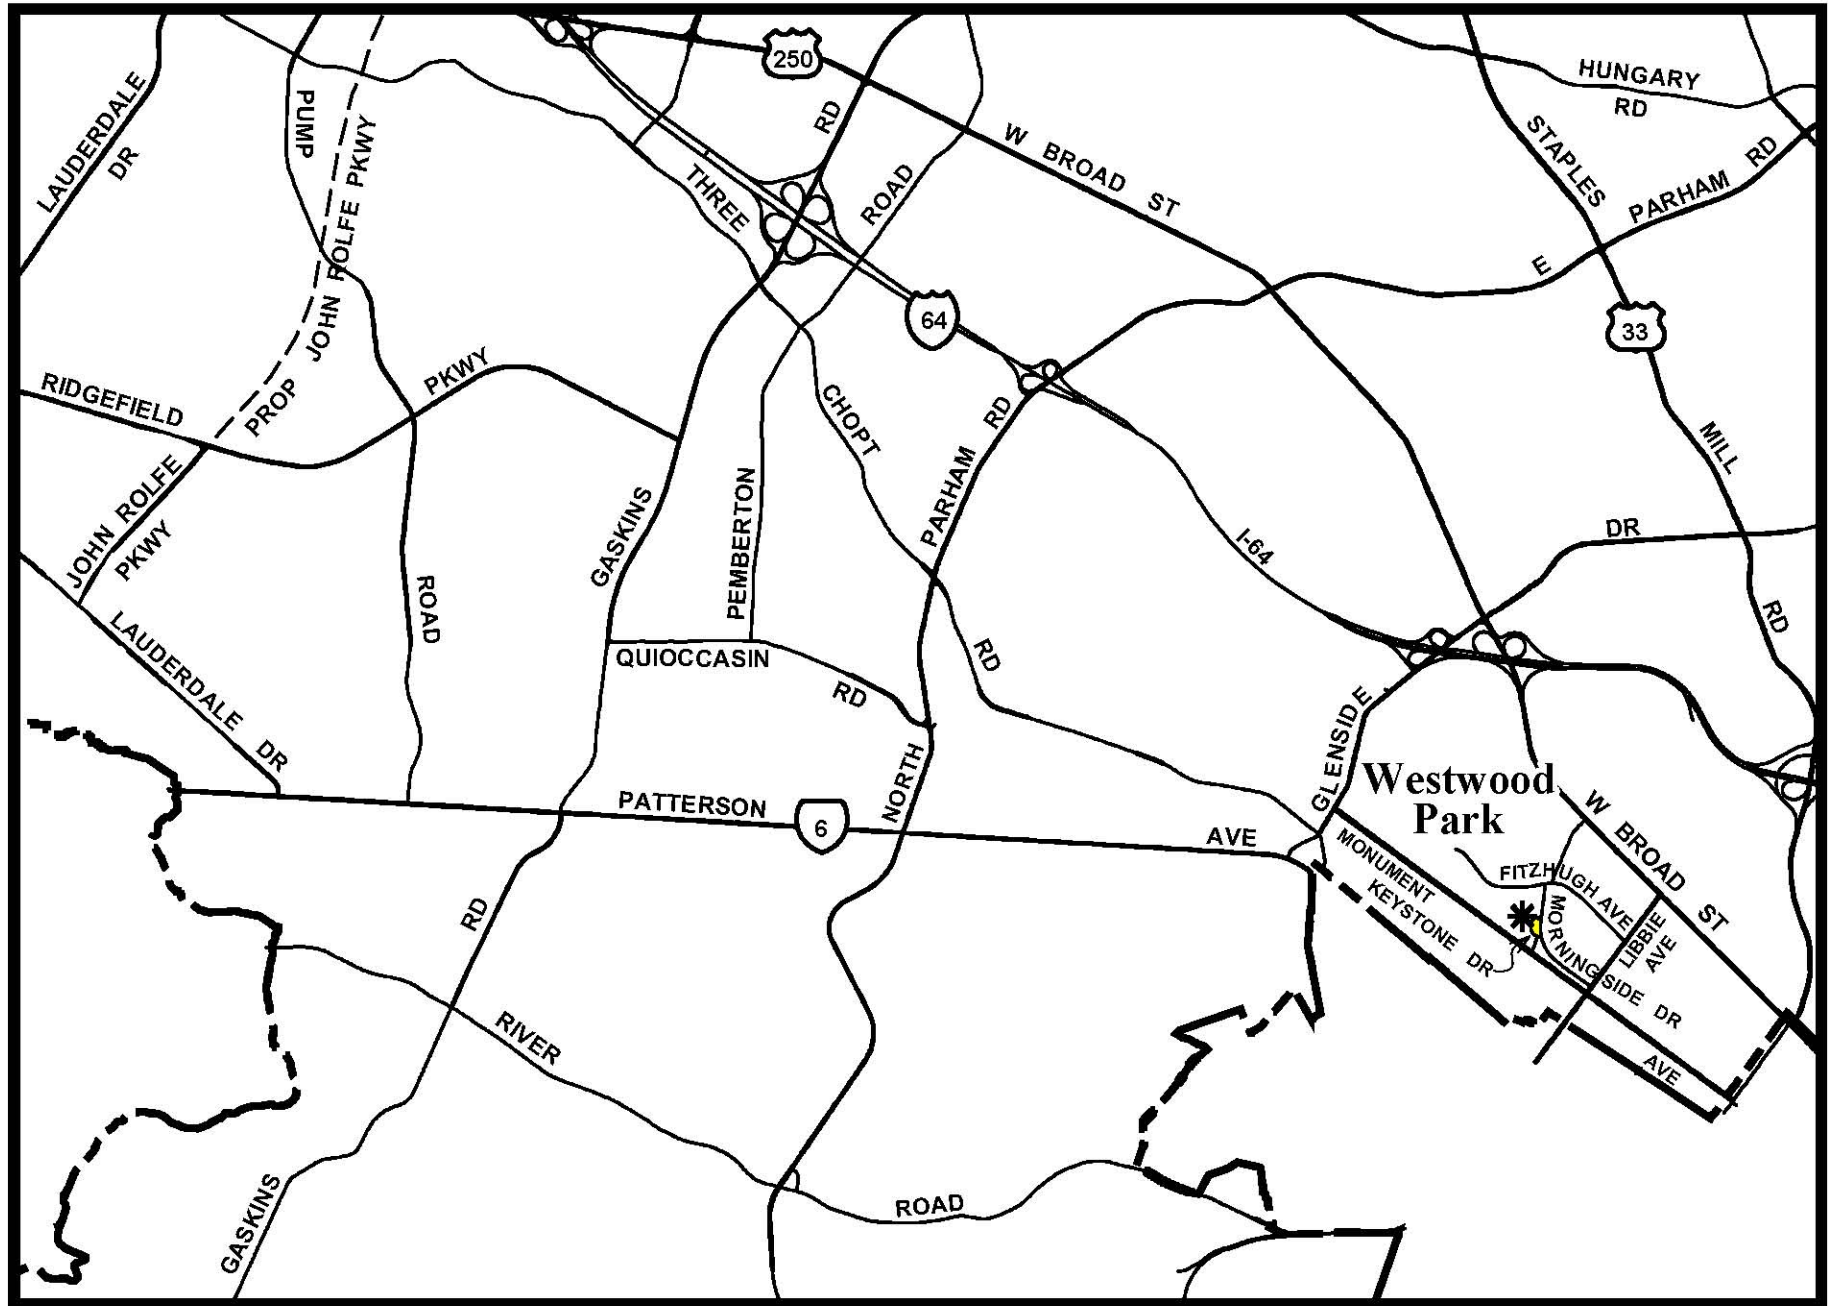 250
LAUDERDALE
DR
PUMP
JOHN ROLFE PKWY
PROP
THREE
RD
ROAD
W BROAD ST
HUNGARY
RD
STAPLES
E PARHAM RD
64
33
RIDGEFIELD
PKWY
JOHN ROLFE
PKWY
CHOPT
PARHAM RD
MILL
GASKINS
PEMBERTON
I-64
DR
ROAD
RD
RD
QUIOCCASIN
RD
LAUDERDALE DR
NORTH
GLENSIDE
Westwood
Park
PATTERSON
6
AVE
MONUMENT
KEYSTONE DR
FITZHUGH AVE
W BROAD ST
MORNINGSIDE DR
LIBBIE
AVE
AVE
RD
RIVER
ROAD
GASKINS